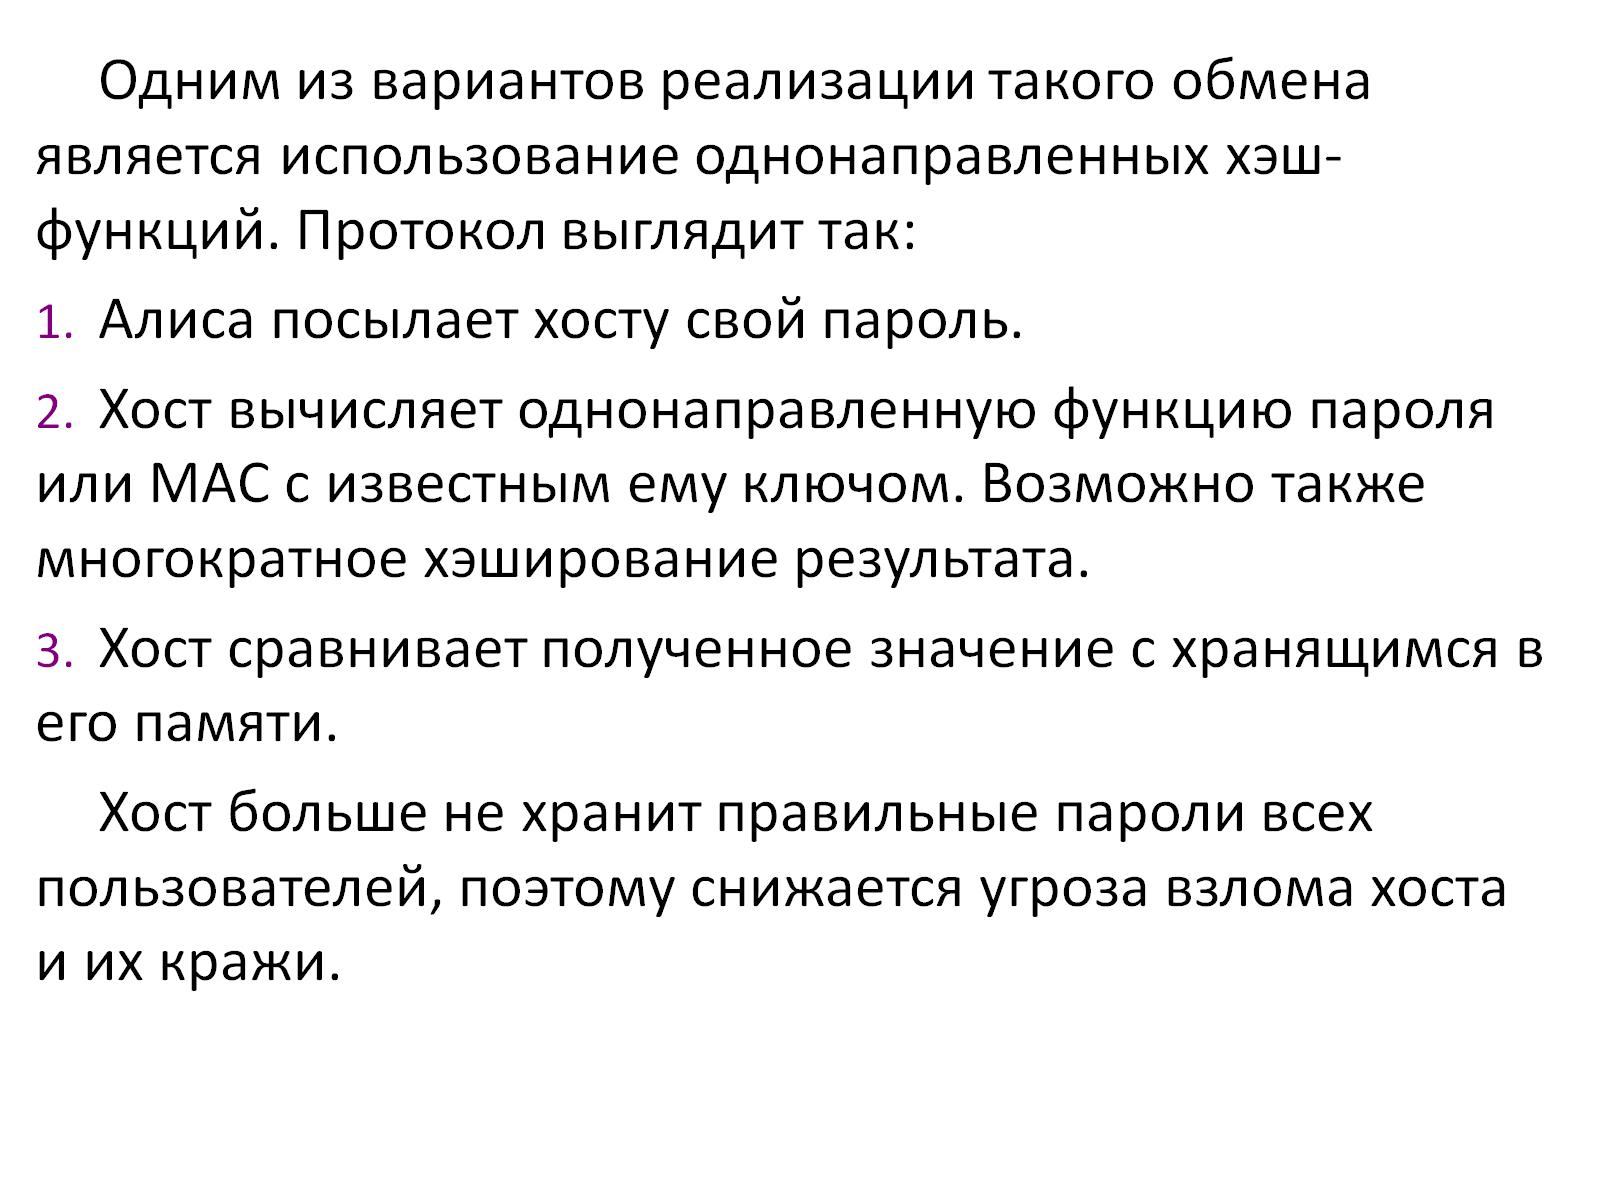 Одним из вариантов реализации такого обмена
является использование однонаправленных хэш-
функций. Протокол выглядит так:
1. Алиса посылает хосту свой пароль.
2. Хост вычисляет однонаправленную функцию пароля
или MAC с известным ему ключом. Возможно также
многократное хэширование результата.
3. Хост сравнивает полученное значение с хранящимся в
его памяти.
Хост больше не хранит правильные пароли всех
пользователей, поэтому снижается угроза взлома хоста
и их кражи.